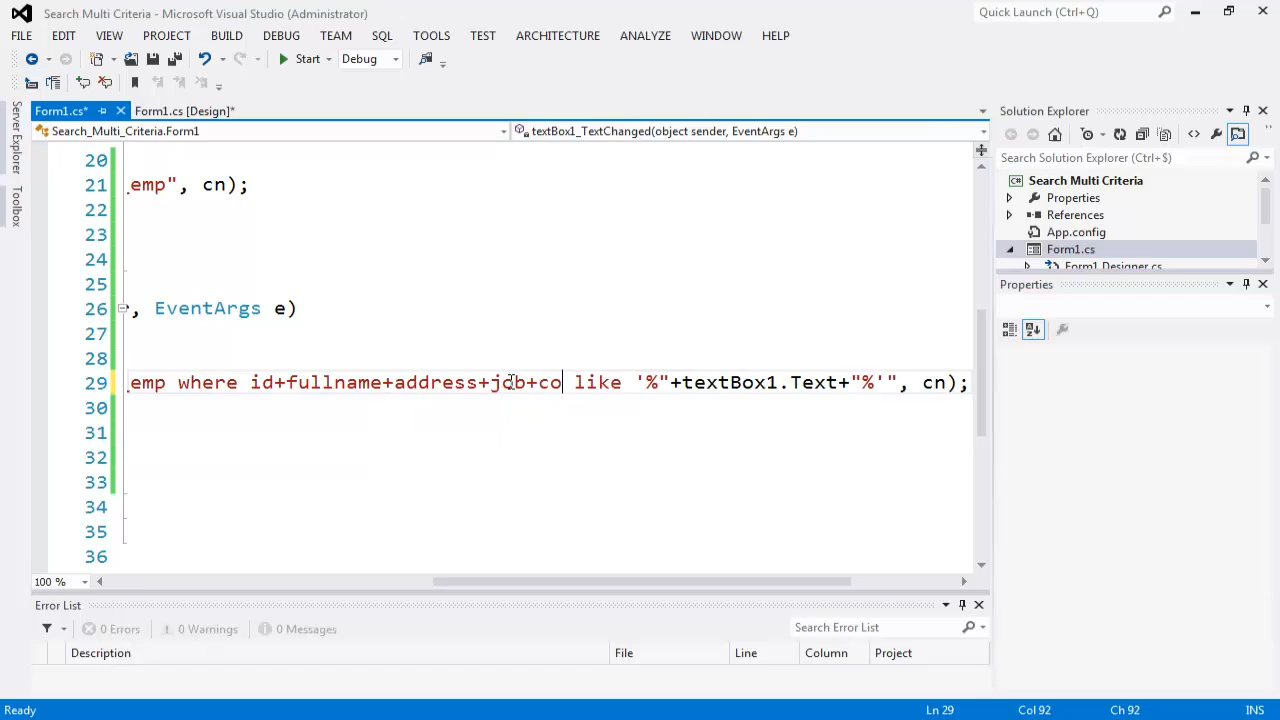 Search Multi Criteria - Microsoft Visual Studio (Administrator)
Quick Launch (Ctrl+Q)
FILE EDIT VIEW PROJECT BUILD DEBUG TEAM SQL TOOLS TEST ARCHITECTURE ANALYZE WINDOW HELP
Start Debug
Server Explorer
Toolbox
Form1.cs* Form1.cs [Design]*
Search_Multi_Criteria.Form1 textBox1_TextChanged(object sender, EventArgs e)
20
21 _emp", cn);
22
23
24
25
26 , EventArgs e)
27
28
29 _emp where id+fullname+address+job+co like '%"+textBox1.Text+"%'", cn);
30
31
32
33
34
35
36
100 %
Solution Explorer
Search Solution Explorer (Ctrl+$)
C# Search Multi Criteria
Properties
References
App.config
Form1.cs
Form1.Designer.cs
Properties
Error List
0 Errors 0 Warnings 0 Messages
Search Error List
Description File Line Column Project
Ready Ln 29 Col 92 Ch 92 INS